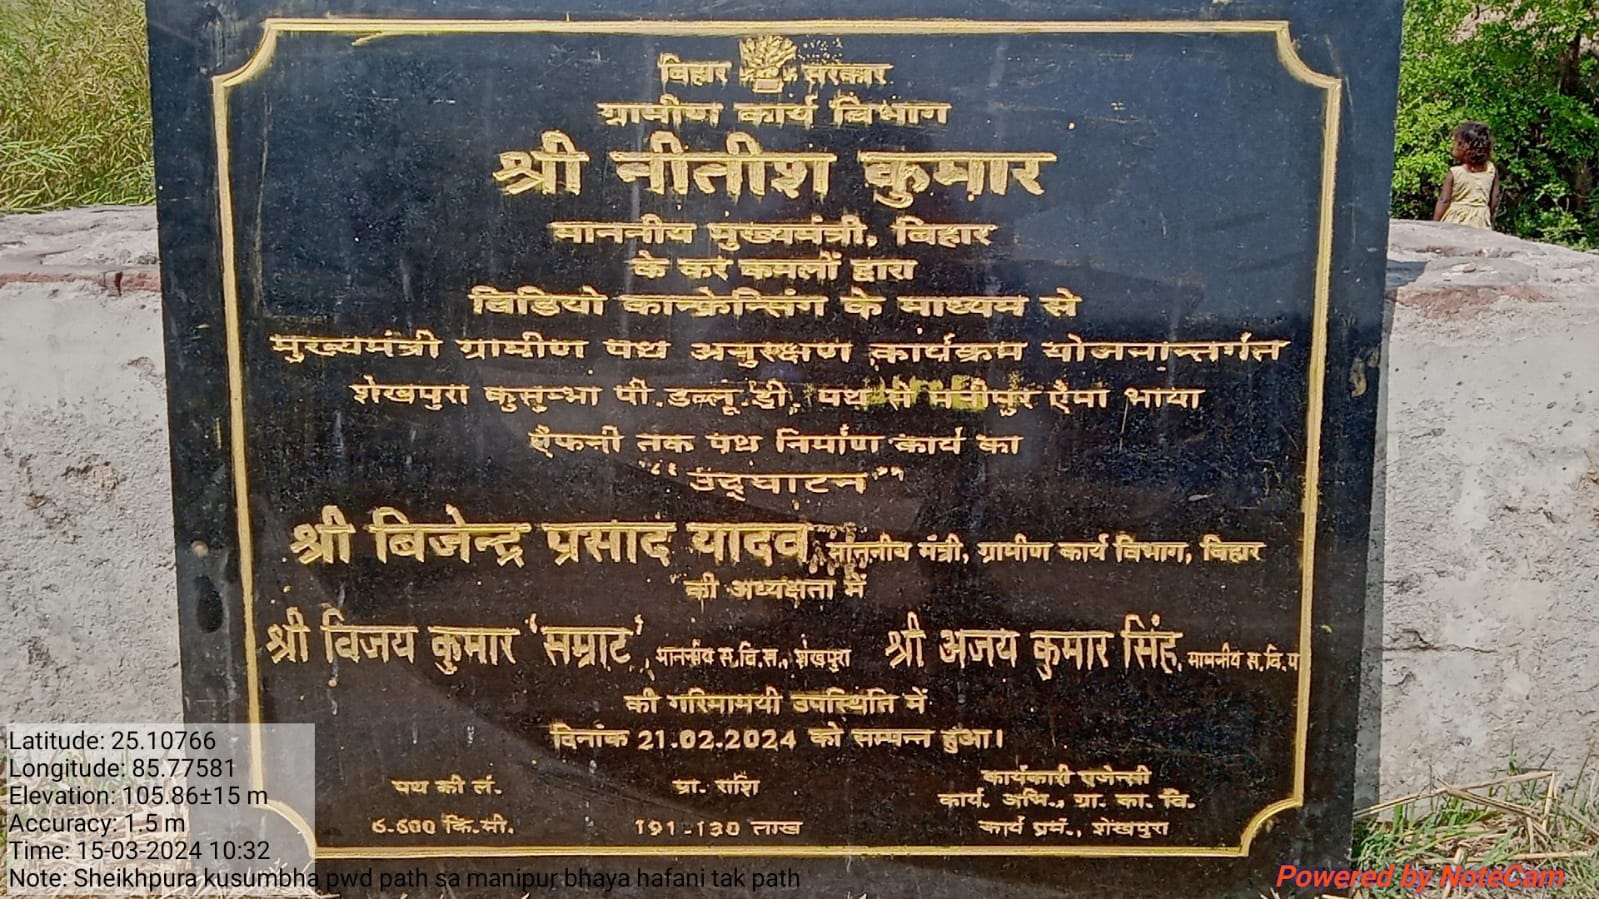 बिहार सरकार
ग्रामीण कार्य विभाग
श्री नीतीश कुमार
माननीय मुख्यमंत्री, बिहार
के कर कमलों द्वारा
विडियो कान्फ्रेन्सिंग के माध्यम से
मुख्यमंत्री ग्रामीण पथ अनुरक्षण कार्यक्रम योजनान्तर्गत
शेखपुरा कुसुम्भा पी.डब्लू.डी. पथ से मनीपुर ऐमा भाया
हँफनी तक पथ निर्माण कार्य का
"उद्घाटन"
श्री बिजेन्द्र प्रसाद यादव, माननीय मंत्री, ग्रामीण कार्य विभाग, बिहार
की अध्यक्षता में
श्री विजय कुमार 'सम्राट', माननीय स.वि.स., शेखपुरा श्री अजय कुमार सिंह, माननीय स.वि.प
की गरिमामयी उपस्थिति में
दिनांक 21.02.2024 को सम्पन्न हुआ।
पथ की लं. प्रा. राशि कार्यकारी एजेन्सी
कार्य. अभि., ग्रा. का. वि.
6.600 कि.मी. 191.130 लाख कार्य प्रमं., शेखपुरा
Latitude: 25.10766
Longitude: 85.77581
Elevation: 105.86±15 m
Accuracy: 1.5 m
Time: 15-03-2024 10:32
Note: Sheikhpura kusumbha pwd path sa manipur bhaya hafani tak path
Powered by NoteCam